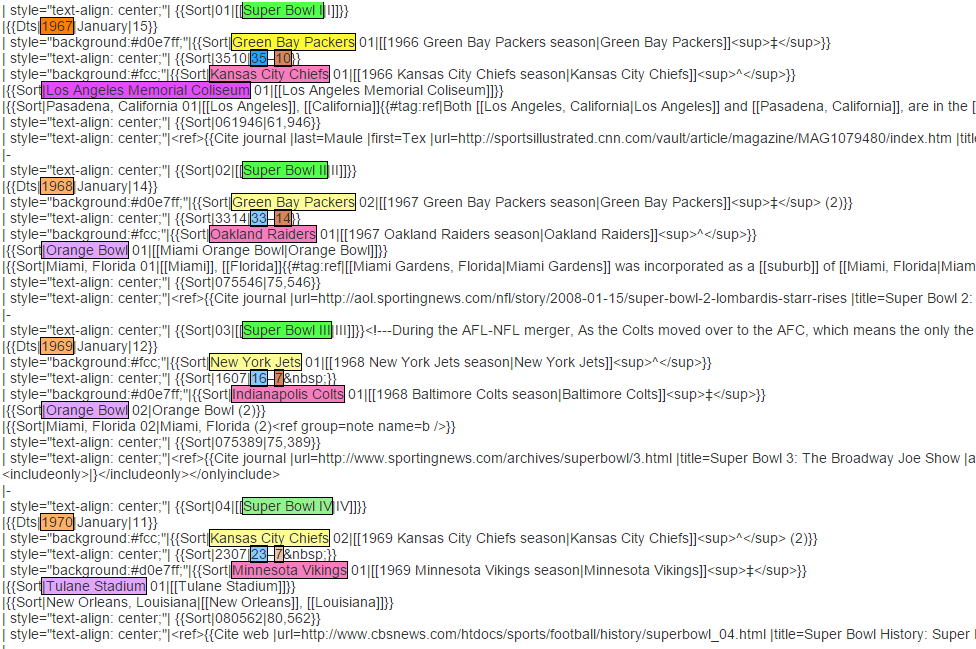 | style="text-align: center;"| {{Sort|01|[[Super Bowl I|I]]}}
|{{Dts|1967|January|15}}
| style="background:#d0e7ff;"|{{Sort|Green Bay Packers 01|[[1966 Green Bay Packers season|Green Bay Packers]]<sup>‡</sup>}}
| style="text-align: center;"| {{Sort|3510|35–10}}
| style="background:#fcc;"|{{Sort|Kansas City Chiefs 01|[[1966 Kansas City Chiefs season|Kansas City Chiefs]]<sup>^</sup>}}
|{{Sort|Los Angeles Memorial Coliseum 01|[[Los Angeles Memorial Coliseum]]}}
|{{Sort|Pasadena, California 01|[[Los Angeles]], [[California]]{{#tag:ref|Both [[Los Angeles, California|Los Angeles]] and [[Pasadena, California]], are in the [
| style="text-align: center;"| {{Sort|061946|61,946}}
| style="text-align: center;"|<ref>{{Cite journal |last=Maule |first=Tex |url=http://sportsillustrated.cnn.com/vault/article/magazine/MAG1079480/index.htm |titl
|-
| style="text-align: center;"| {{Sort|02|[[Super Bowl II|II]]}}
|{{Dts|1968|January|14}}
| style="background:#d0e7ff;"|{{Sort|Green Bay Packers 02|[[1967 Green Bay Packers season|Green Bay Packers]]<sup>‡</sup> (2)}}
| style="text-align: center;"| {{Sort|3314|33–14}}
| style="background:#fcc;"|{{Sort|Oakland Raiders 01|[[1967 Oakland Raiders season|Oakland Raiders]]<sup>^</sup>}}
|{{Sort|Orange Bowl 01|[[Miami Orange Bowl|Orange Bowl]]}}
|{{Sort|Miami, Florida 01|[[Miami]], [[Florida]]{{#tag:ref|[[Miami Gardens, Florida|Miami Gardens]] was incorporated as a [[suburb]] of [[Miami, Florida|Miam
| style="text-align: center;"| {{Sort|075546|75,546}}
| style="text-align: center;"|<ref>{{Cite journal |url=http://aol.sportingnews.com/nfl/story/2008-01-15/super-bowl-2-lombardis-starr-rises |title=Super Bowl 2:
|-
| style="text-align: center;"| {{Sort|03|[[Super Bowl III|III]]}}<!---During the AFL-NFL merger, As the Colts moved over to the AFC, which means the only the
|{{Dts|1969|January|12}}
| style="background:#fcc;"|{{Sort|New York Jets 01|[[1968 New York Jets season|New York Jets]]<sup>^</sup>}}
| style="text-align: center;"| {{Sort|1607|16–7&nbsp;}}
| style="background:#d0e7ff;"|{{Sort|Indianapolis Colts 01|[[1968 Baltimore Colts season|Baltimore Colts]]<sup>‡</sup>}}
|{{Sort|Orange Bowl 02|Orange Bowl (2)}}
|{{Sort|Miami, Florida 02|Miami, Florida (2)<ref group=note name=b />}}
| style="text-align: center;"| {{Sort|075389|75,389}}
| style="text-align: center;"|<ref>{{Cite journal |url=http://www.sportingnews.com/archives/superbowl/3.html |title=Super Bowl 3: The Broadway Joe Show |a
<includeonly>|}</includeonly></onlyinclude>
|-
| style="text-align: center;"| {{Sort|04|[[Super Bowl IV|IV]]}}
|{{Dts|1970|January|11}}
| style="background:#fcc;"|{{Sort|Kansas City Chiefs 02|[[1969 Kansas City Chiefs season|Kansas City Chiefs]]<sup>^</sup> (2)}}
| style="text-align: center;"| {{Sort|2307|23–7&nbsp;}}
| style="background:#d0e7ff;"|{{Sort|Minnesota Vikings 01|[[1969 Minnesota Vikings season|Minnesota Vikings]]<sup>‡</sup>}}
|{{Sort|Tulane Stadium 01|[[Tulane Stadium]]}}
|{{Sort|New Orleans, Louisiana|[[New Orleans]], [[Louisiana]]}}
| style="text-align: center;"| {{Sort|080562|80,562}}
| style="text-align: center;"|<ref>{{Cite web |url=http://www.cbsnews.com/htdocs/sports/football/history/superbowl_04.html |title=Super Bowl History: Super